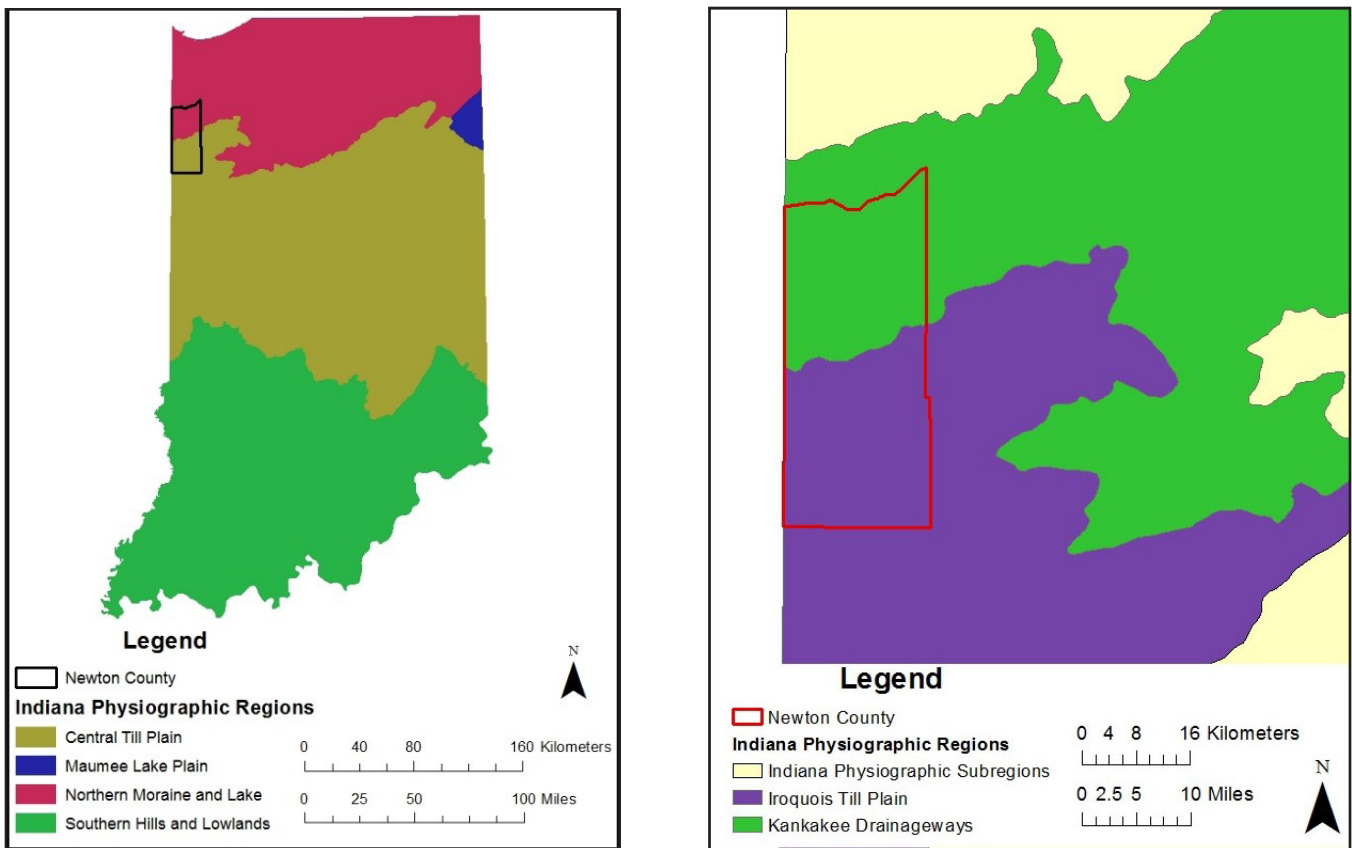 Legend
N
Newton County
Indiana Physiographic Regions
Central Till Plain
Maumee Lake Plain
Northern Moraine and Lake
Southern Hills and Lowlands
0 40 80 160 Kilometers
0 25 50 100 Miles
Legend
Newton County
Indiana Physiographic Regions
Indiana Physiographic Subregions
Iroquois Till Plain
Kankakee Drainageways
0 4 8 16 Kilometers
0 2.5 5 10 Miles
N